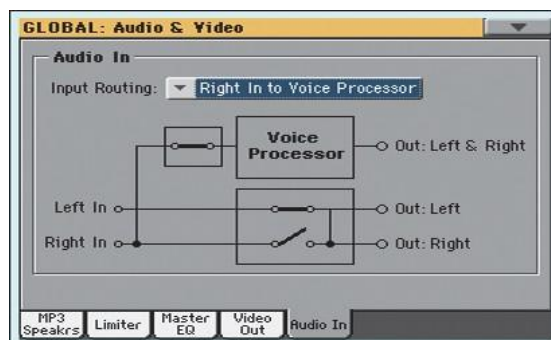 GLOBAL: Audio & Video
Audio In
Input Routing: Right In to Voice Processor
Voice
Processor
Out: Left & Right
Left In
Out: Left
Right In
Out: Right
MP3
Speakrs
Limiter
Master
EQ
Video
Out
Audio In